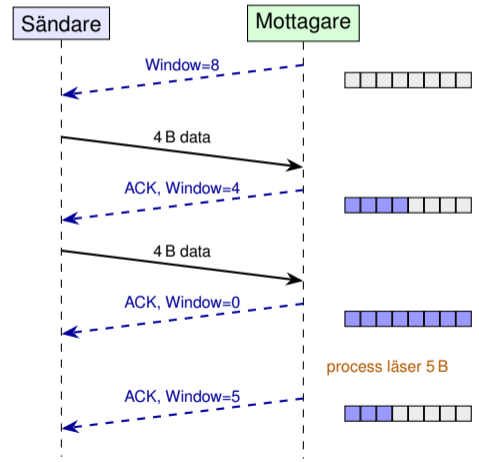 Sändare
Mottagare
Window=8
4 B data
ACK, Window=4
4 B data
ACK, Window=0
process läser 5 B
ACK, Window=5